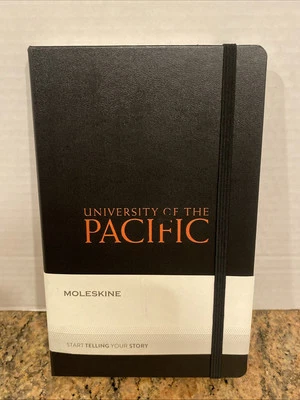 UNIVERSITY OF THE
PACIFIC
MOLESKINE
START TELLING YOUR STORY